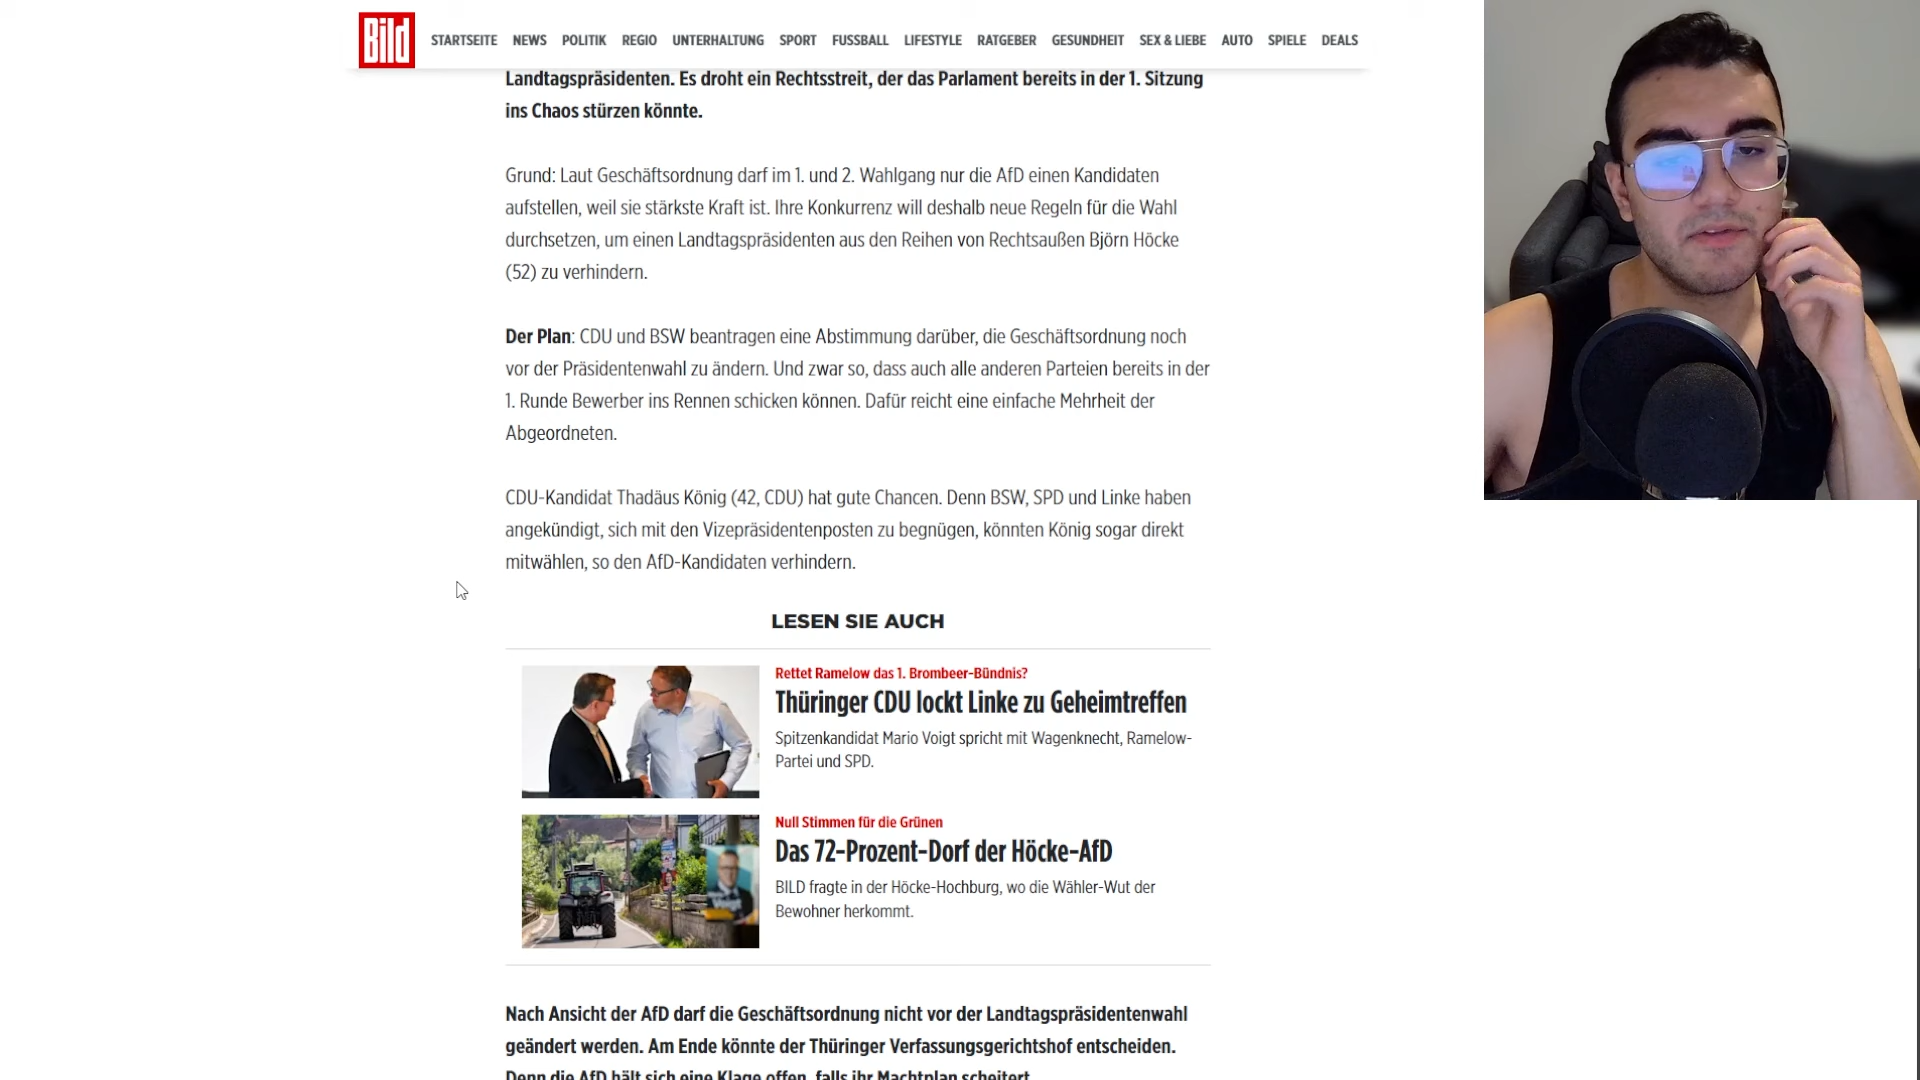 Bild
STARTSEITE NEWS POLITIK REGIO UNTERHALTUNG SPORT FUSSBALL LIFESTYLE RATGEBER GESUNDHEIT SEX & LIEBE AUTO SPIELE DEALS
Landtagspräsidenten. Es droht ein Rechtsstreit, der das Parlament bereits in der 1. Sitzung
ins Chaos stürzen könnte.
Grund: Laut Geschäftsordnung darf im 1. und 2. Wahlgang nur die AfD einen Kandidaten
aufstellen, weil sie stärkste Kraft ist. Ihre Konkurrenz will deshalb neue Regeln für die Wahl
durchsetzen, um einen Landtagspräsidenten aus den Reihen von Rechtsaußen Björn Höcke
(52) zu verhindern.
Der Plan: CDU und BSW beantragen eine Abstimmung darüber, die Geschäftsordnung noch
vor der Präsidentenwahl zu ändern. Und zwar so, dass auch alle anderen Parteien bereits in der
1. Runde Bewerber ins Rennen schicken können. Dafür reicht eine einfache Mehrheit der
Abgeordneten.
CDU-Kandidat Thadäus König (42, CDU) hat gute Chancen. Denn BSW, SPD und Linke haben
angekündigt, sich mit den Vizepräsidentenposten zu begnügen, könnten König sogar direkt
mitwählen, so den AfD-Kandidaten verhindern.
LESEN SIE AUCH
Rettet Ramelow das 1. Brombeer-Bündnis?
Thüringer CDU lockt Linke zu Geheimtreffen
Spitzenkandidat Mario Voigt spricht mit Wagenknecht, Ramelow-
Partei und SPD.
Null Stimmen für die Grünen
Das 72-Prozent-Dorf der Höcke-AfD
BILD fragte in der Höcke-Hochburg, wo die Wähler-Wut der
Bewohner herkommt.
Nach Ansicht der AfD darf die Geschäftsordnung nicht vor der Landtagspräsidentenwahl
geändert werden. Am Ende könnte der Thüringer Verfassungsgerichtshof entscheiden.
Denn die AfD hält sich eine Klage offen, falls ihr Machtplan scheitert.